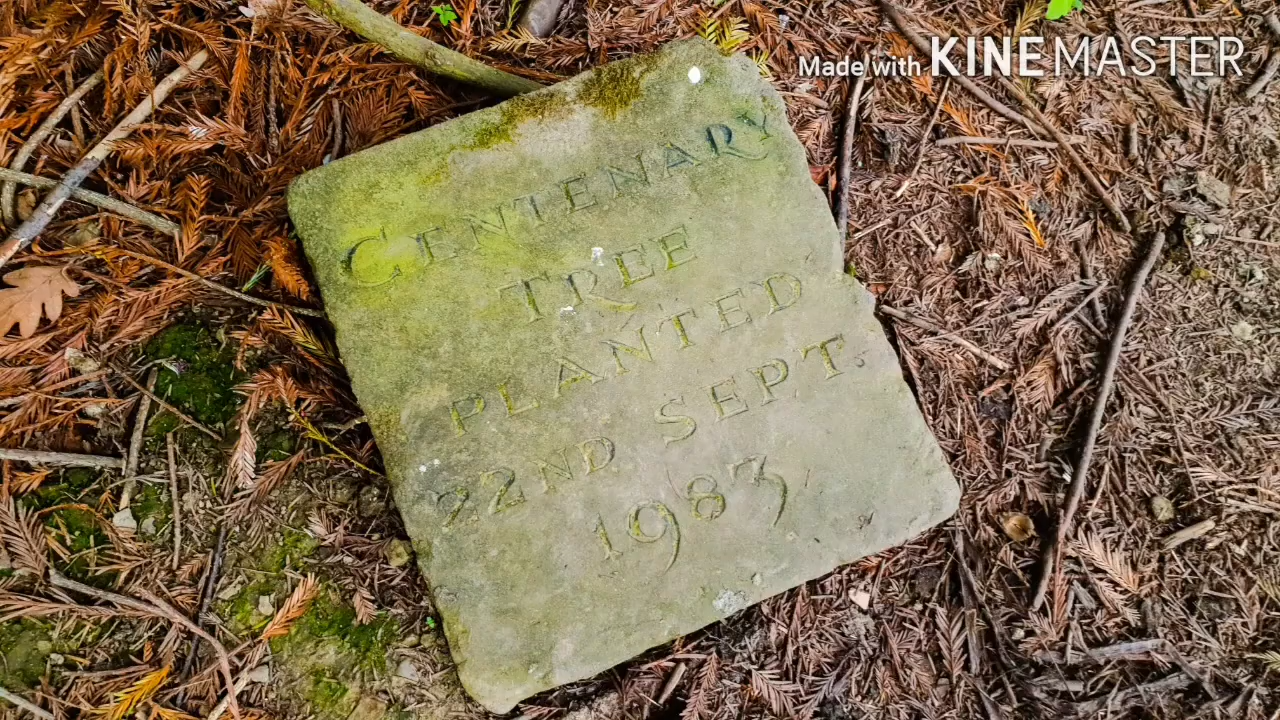 Made with KINEMASTER
CENTENARY
TREE
PLANTED
22ND SEPT.
1983